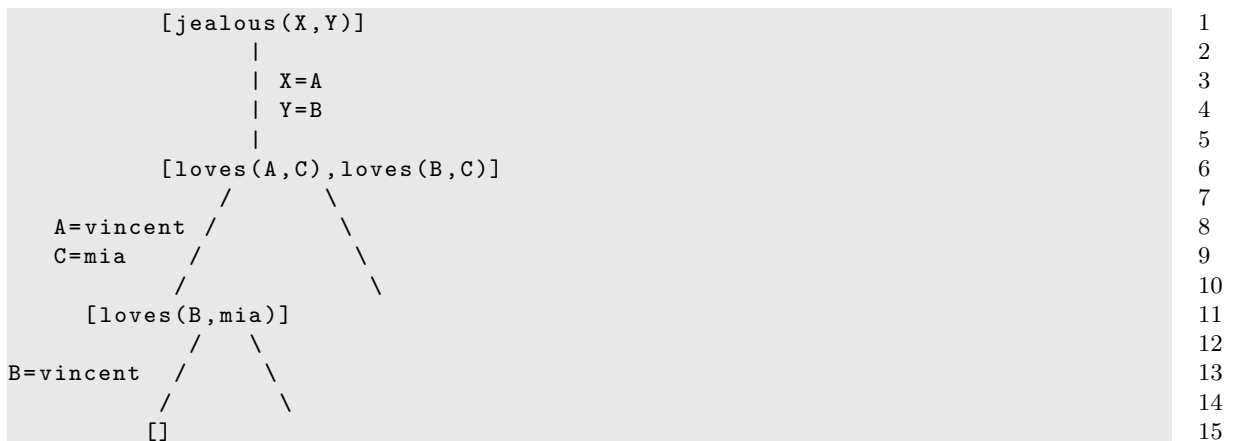 [jealous(X,Y)] 1
| 2
| X=A 3
| Y=B 4
| 5
[loves(A,C),loves(B,C)] 6
/ \ 7
A=vincent / \ 8
C=mia / \ 9
/ \ 10
[loves(B,mia)] 11
/ \ 12
B=vincent / \ 13
/ \ 14
[] 15